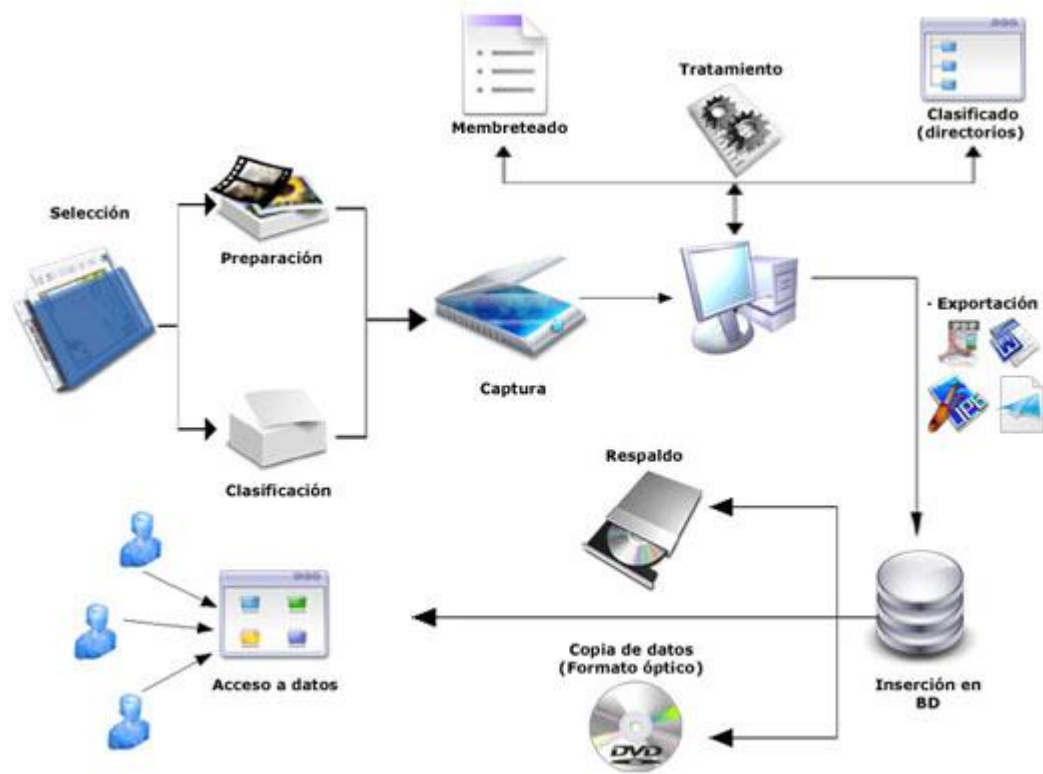 Membreteado
Tratamiento
Clasificado
(directorios)
Selección
Preparación
Captura
- Exportación
Clasificación
Respaldo
Copia de datos
(Formato óptico)
DVD
Acceso a datos
Inserción en
BD